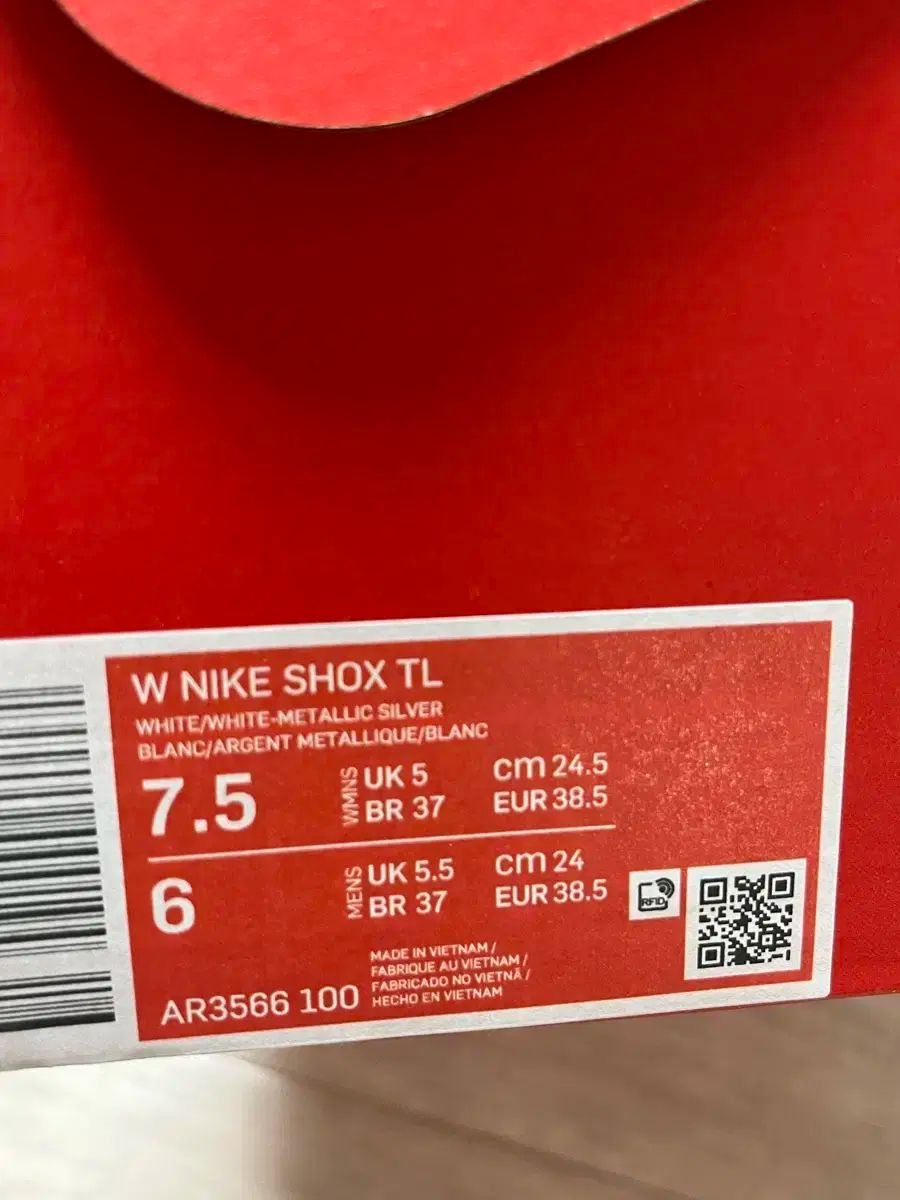 W NIKE SHOX TL
WHITE/WHITE-METALLIC SILVER
BLANC/ARGENT METALLIQUE/BLANC
7.5 WMNS UK 5 cm 24.5
BR 37 EUR 38.5
6 MENS UK 5.5 cm 24
BR 37 EUR 38.5
RFID
MADE IN VIETNAM /
FABRIQUE AU VIETNAM /
FABRICADO NO VIETNÃ /
HECHO EN VIETNAM
AR3566 100